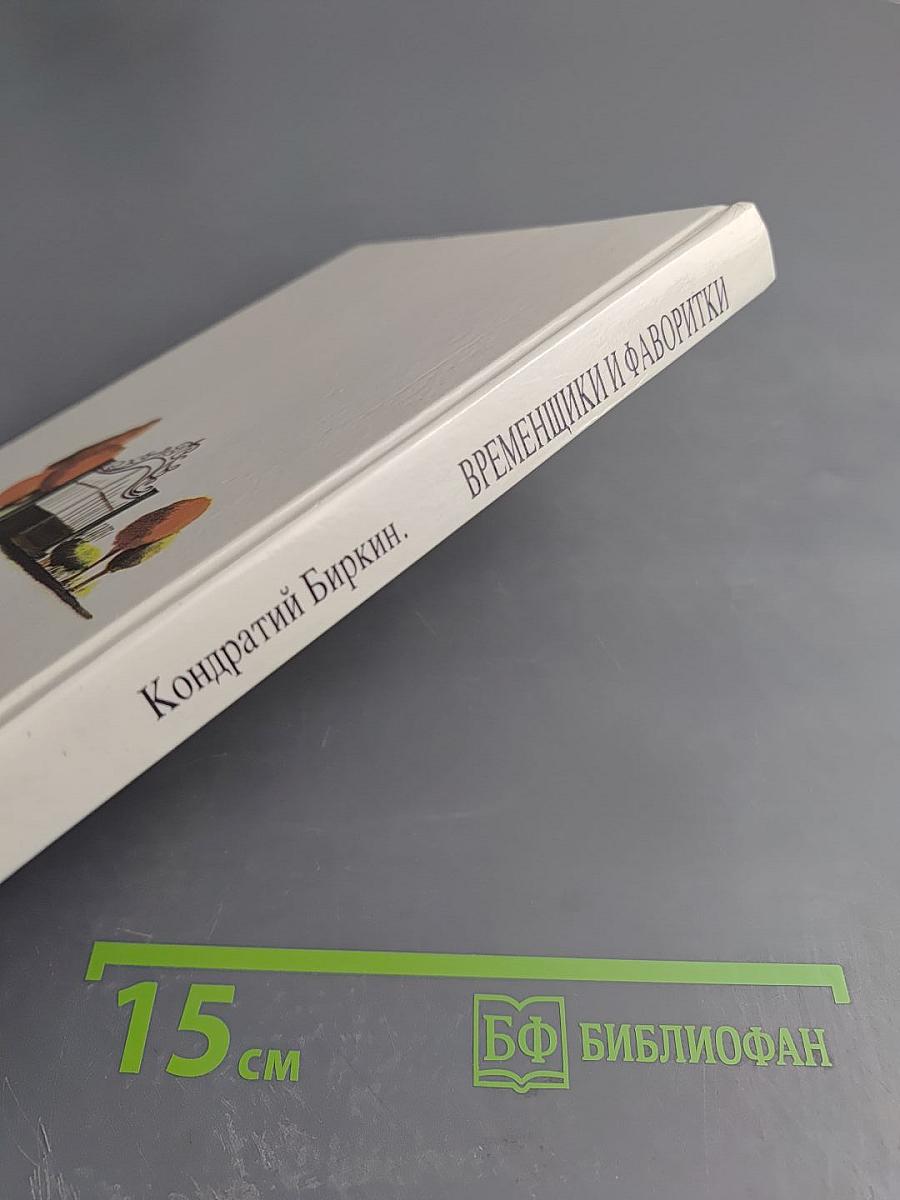 Кондратий Биркин. ВРЕМЕНЩИКИ И ФАВОРИТКИ
15 см
БФ БИБЛИОФАН